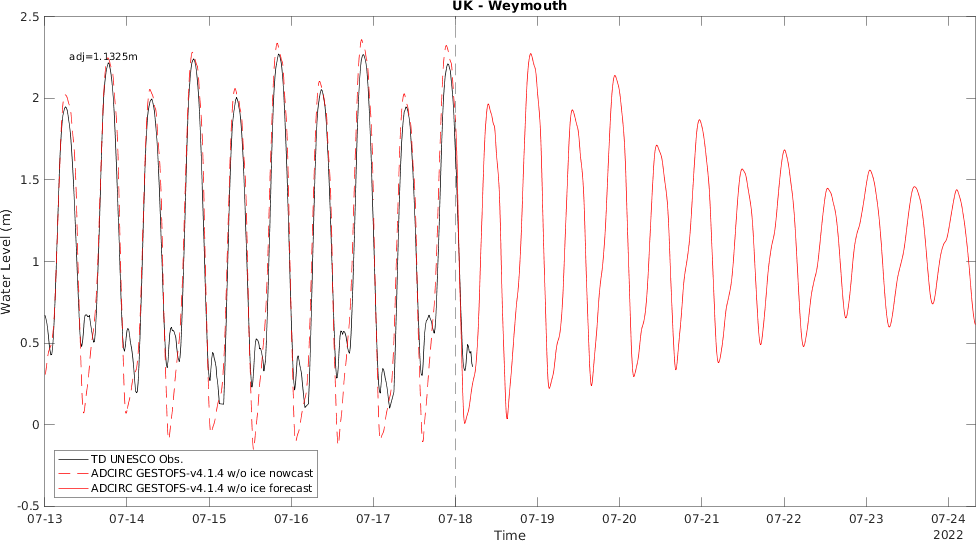 UK - Weymouth
2.5
adj=1.1325m
2
1.5
1
0.5
0
-0.5
Water Level (m)
TD UNESCO Obs.
ADCIRC GESTOFS-v4.1.4 w/o ice nowcast
ADCIRC GESTOFS-v4.1.4 w/o ice forecast
07-13 07-14 07-15 07-16 07-17 07-18 07-19 07-20 07-21 07-22 07-23 07-24
Time
2022